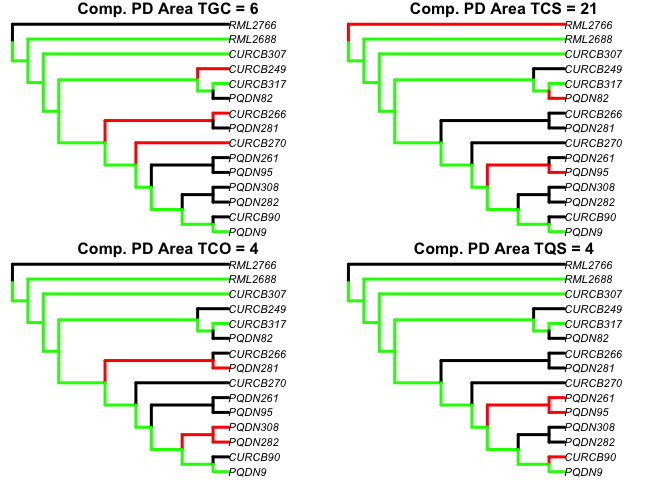 Comp. PD Area TGC = 6
RML2766
RML2688
CURCB307
CURCB249
CURCB317
PQDN82
CURCB266
PQDN281
CURCB270
PQDN261
PQDN95
PQDN308
PQDN282
CURCB90
PQDN9
Comp. PD Area TCS = 21
RML2766
RML2688
CURCB307
CURCB249
CURCB317
PQDN82
CURCB266
PQDN281
CURCB270
PQDN261
PQDN95
PQDN308
PQDN282
CURCB90
PQDN9
Comp. PD Area TCO = 4
RML2766
RML2688
CURCB307
CURCB249
CURCB317
PQDN82
CURCB266
PQDN281
CURCB270
PQDN261
PQDN95
PQDN308
PQDN282
CURCB90
PQDN9
Comp. PD Area TQS = 4
RML2766
RML2688
CURCB307
CURCB249
CURCB317
PQDN82
CURCB266
PQDN281
CURCB270
PQDN261
PQDN95
PQDN308
PQDN282
CURCB90
PQDN9